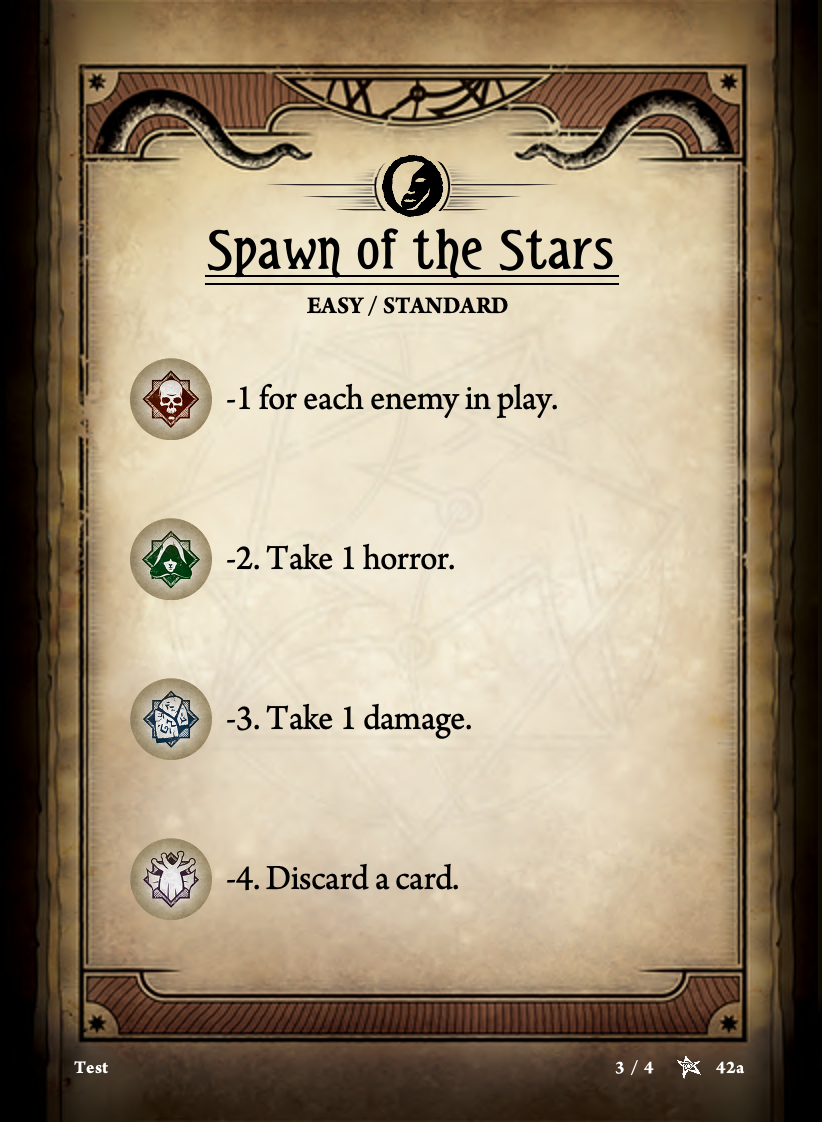 Spawn of the Stars
EASY / STANDARD
-1 for each enemy in play.
-2. Take 1 horror.
-3. Take 1 damage.
-4. Discard a card.
Test
3 / 4
42a